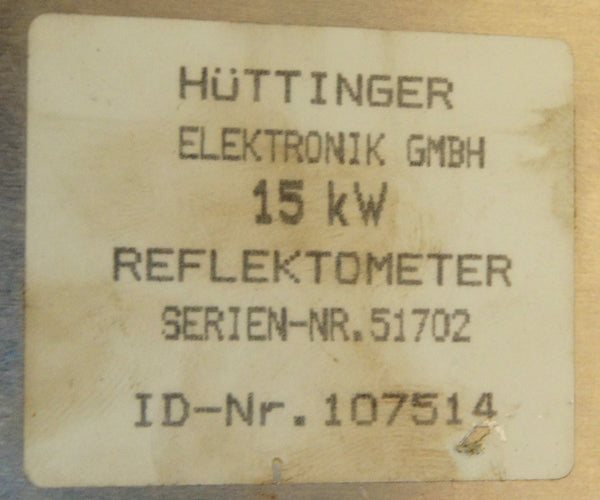 HüTTINGER
ELEKTRONIK GMBH
15 kW
REFLEKTOMETER
SERIEN-NR.51702
ID-Nr.107514